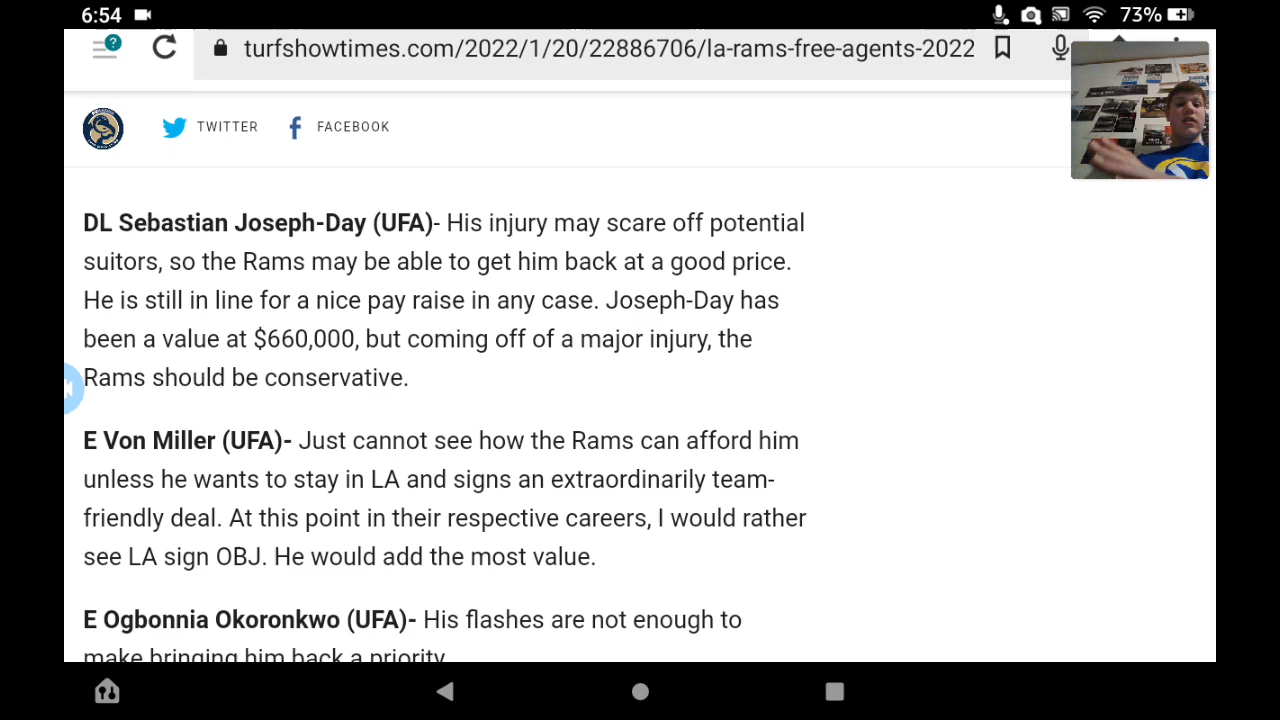 6:54
73%
turfshowtimes.com/2022/1/20/22886706/la-rams-free-agents-2022
TWITTER
FACEBOOK
DL Sebastian Joseph-Day (UFA)- His injury may scare off potential
suitors, so the Rams may be able to get him back at a good price.
He is still in line for a nice pay raise in any case. Joseph-Day has
been a value at $660,000, but coming off of a major injury, the
Rams should be conservative.
E Von Miller (UFA)- Just cannot see how the Rams can afford him
unless he wants to stay in LA and signs an extraordinarily team-
friendly deal. At this point in their respective careers, I would rather
see LA sign OBJ. He would add the most value.
E Ogbonnia Okoronkwo (UFA)- His flashes are not enough to
make bringing him back a priority.